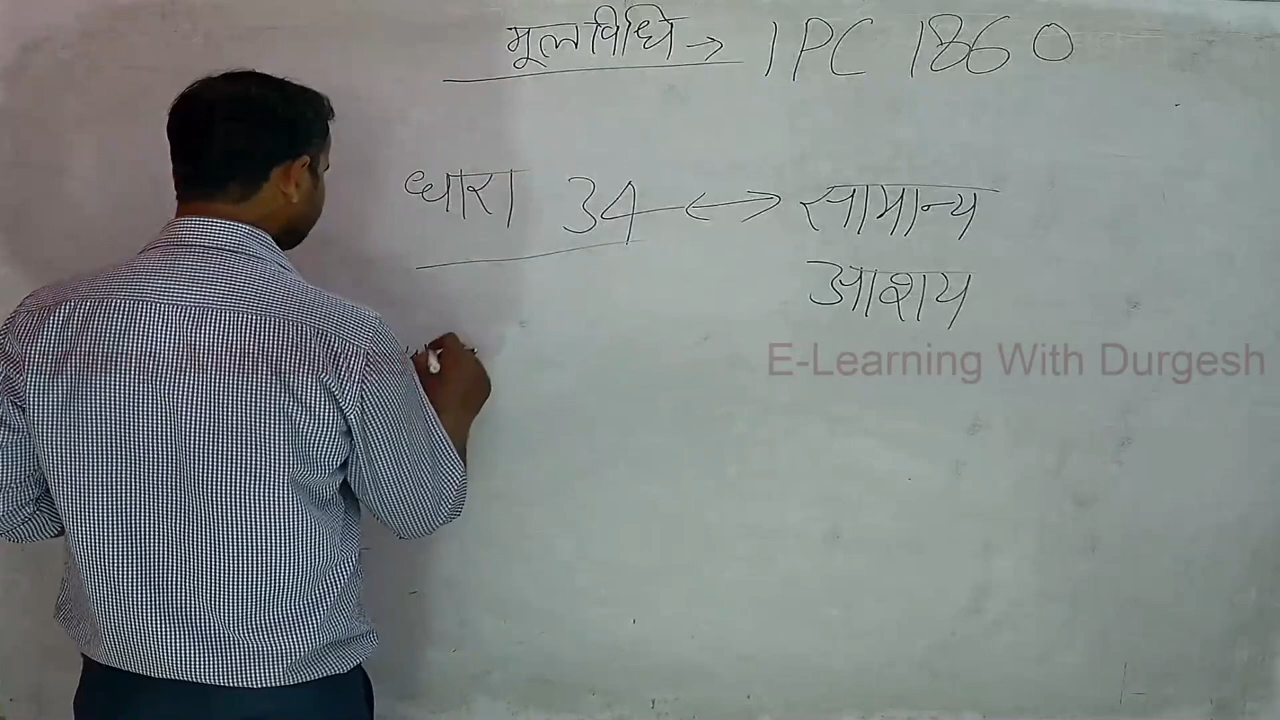 मूलविधि → IPC 1860
धारा 34 ↔ सामान्य
आशय
E-Learning With Durgesh